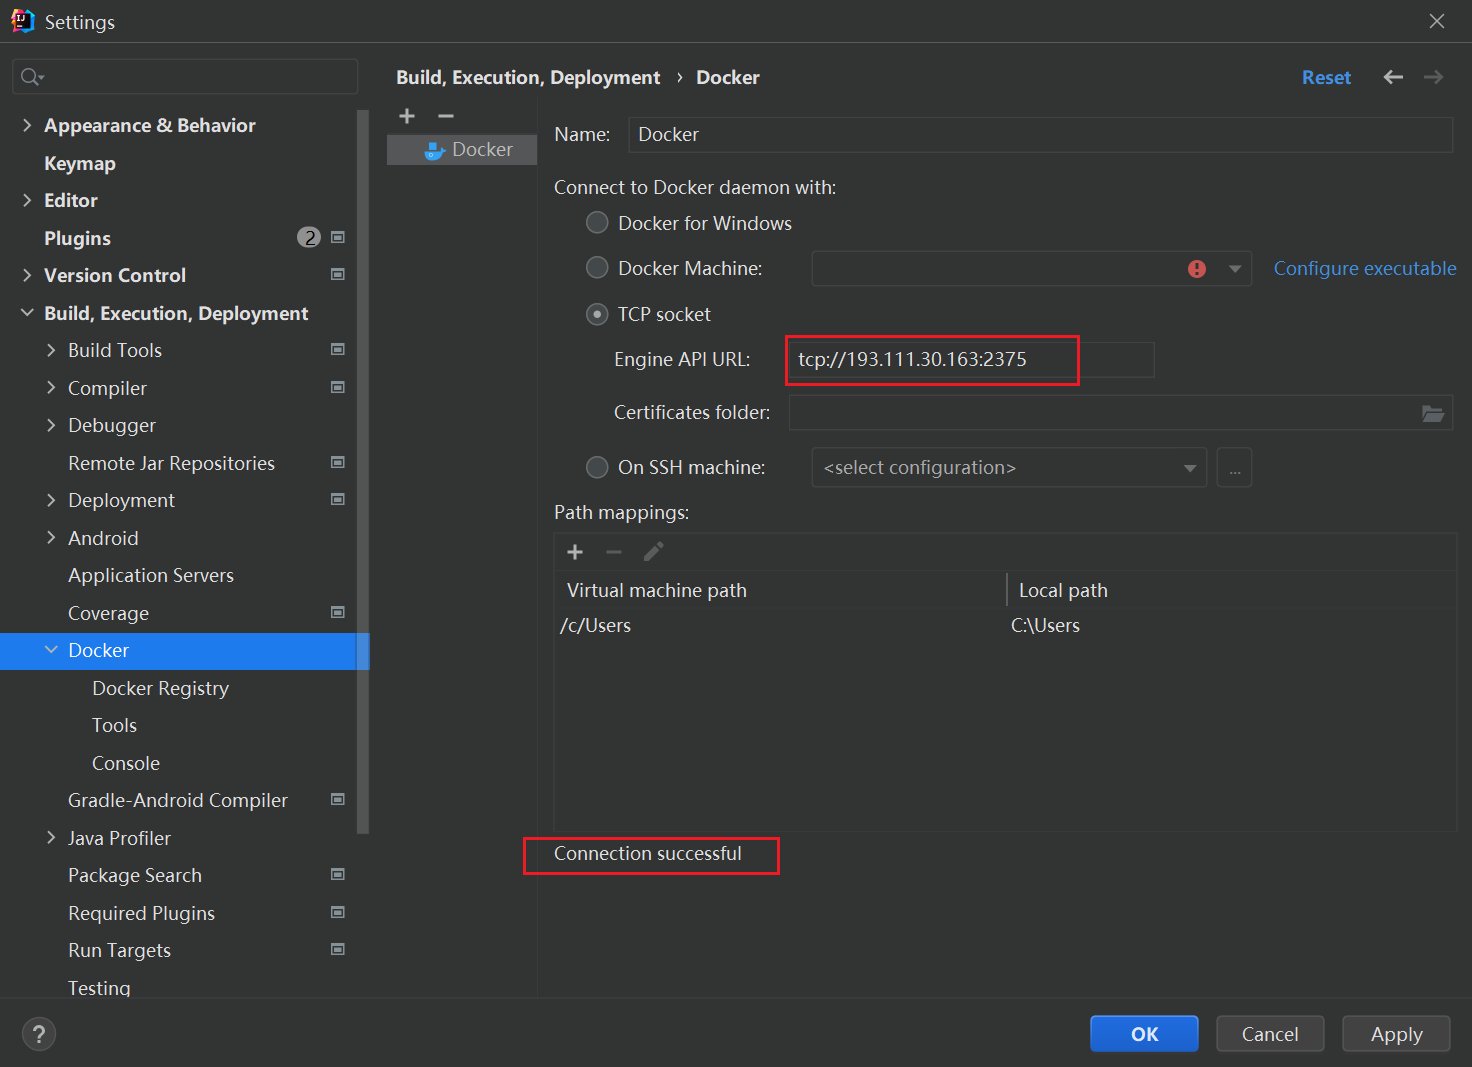 Settings
Build, Execution, Deployment › Docker
Reset
Appearance & Behavior
Keymap
Editor
Plugins
2
Version Control
Build, Execution, Deployment
Build Tools
Compiler
Debugger
Remote Jar Repositories
Deployment
Android
Application Servers
Coverage
Docker
Docker Registry
Tools
Console
Gradle-Android Compiler
Java Profiler
Package Search
Required Plugins
Run Targets
Testing
Docker
Name: Docker
Connect to Docker daemon with:
Docker for Windows
Docker Machine:
Configure executable
TCP socket
Engine API URL: tcp://193.111.30.163:2375
Certificates folder:
On SSH machine: <select configuration> ...
Path mappings:
Virtual machine path Local path
/c/Users C:\Users
Connection successful
?
OK Cancel Apply